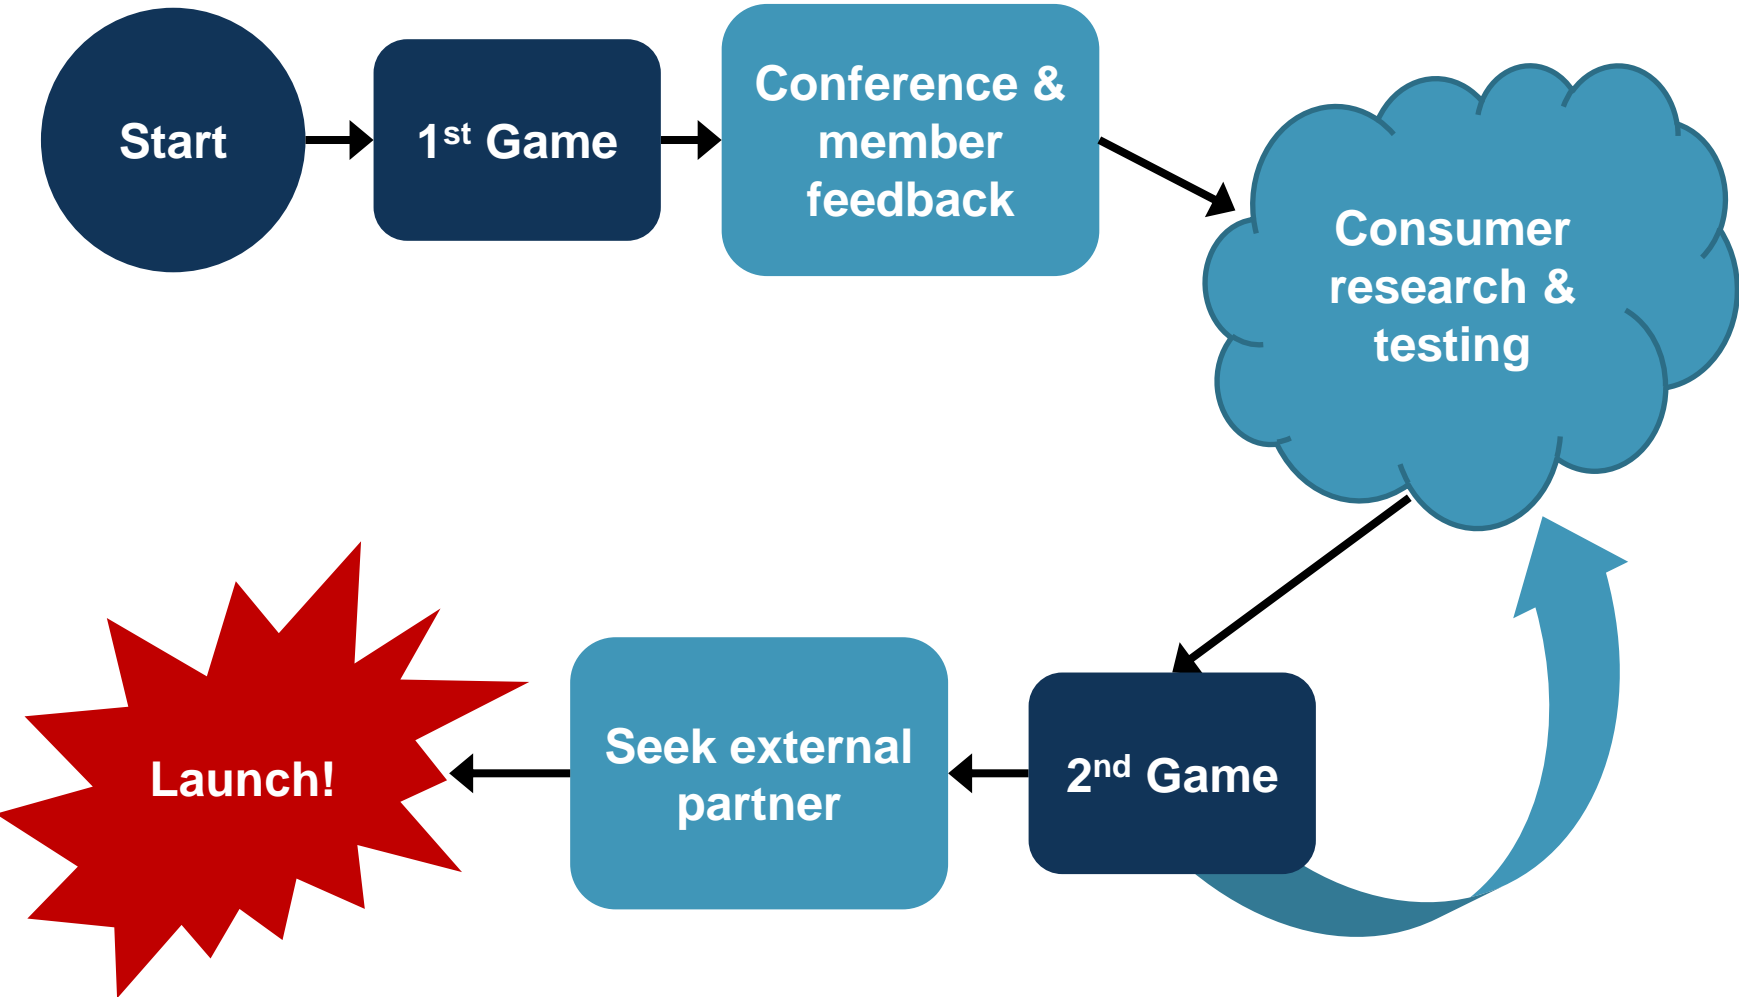 Start
1st Game
Conference &
member
feedback
Consumer
research &
testing
2nd Game
Seek external
partner
Launch!